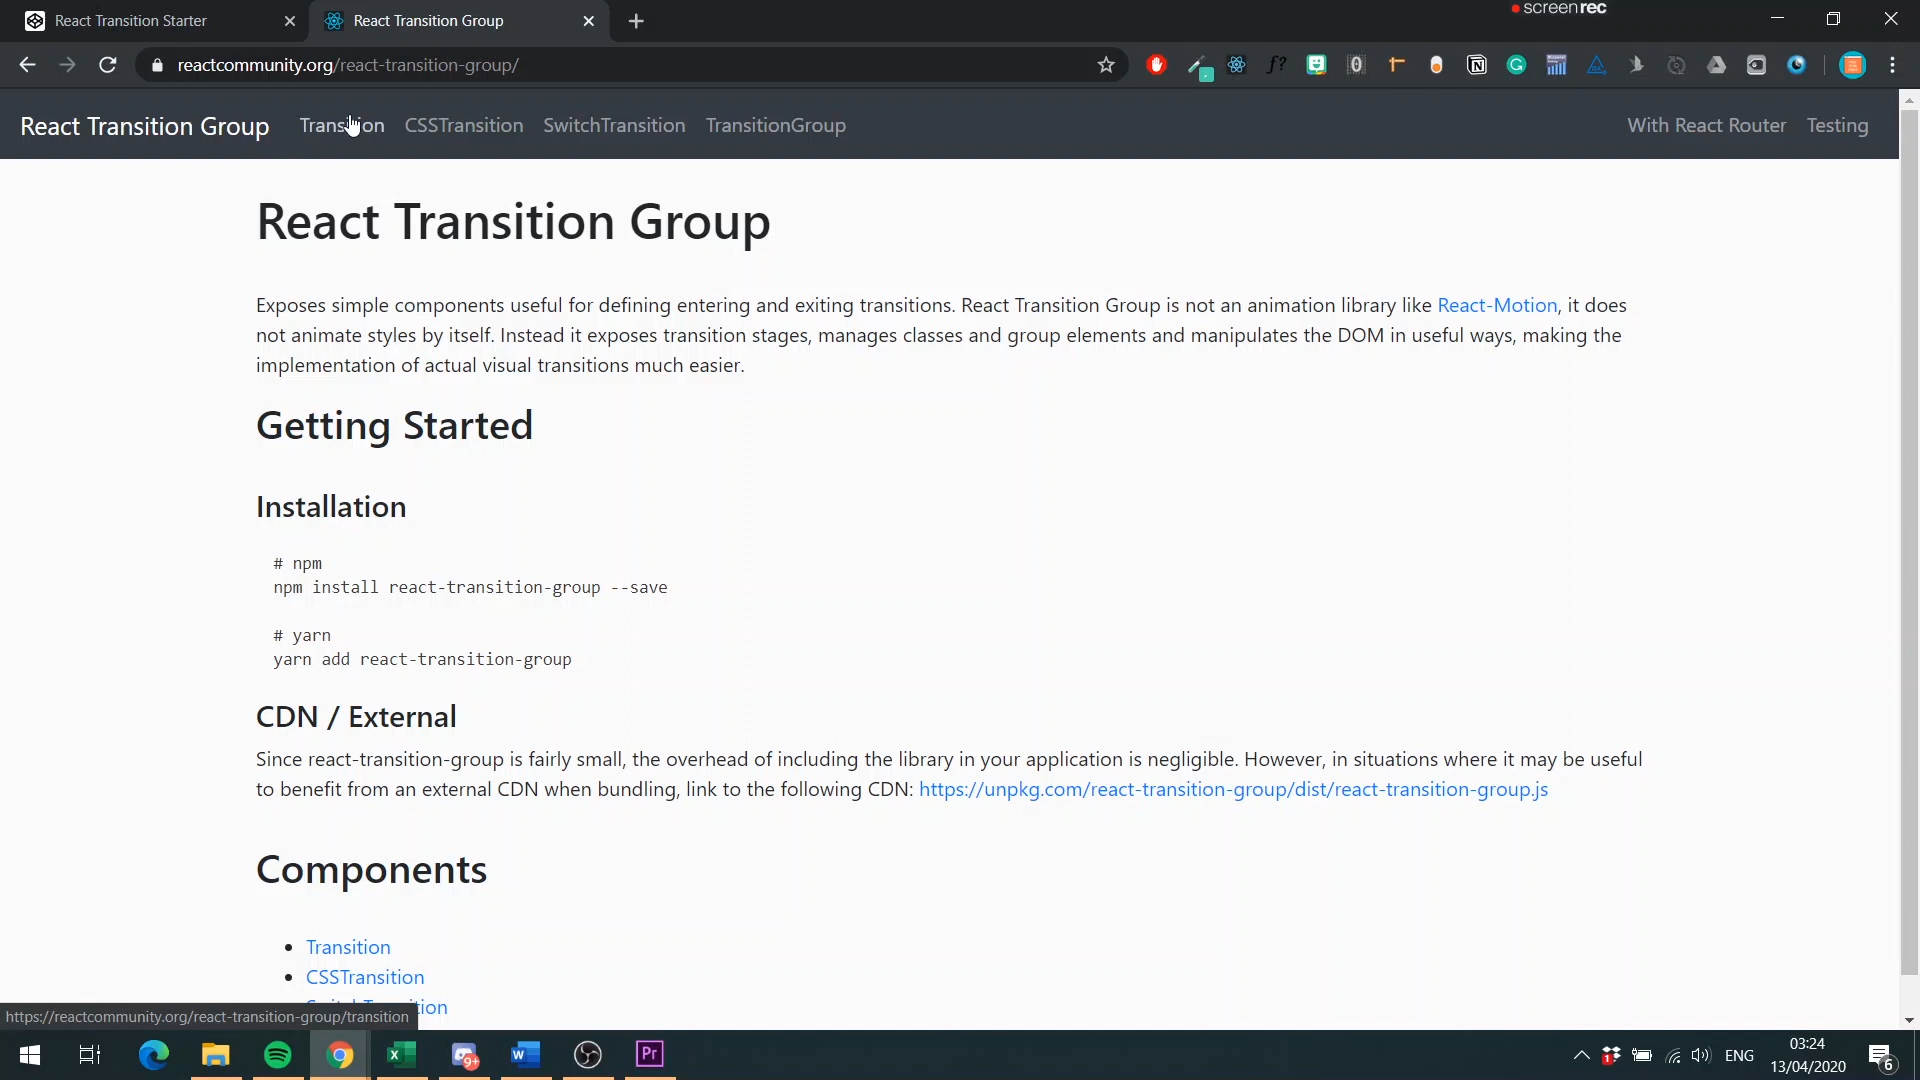 React Transition Starter
React Transition Group
screenrec
reactcommunity.org/react-transition-group/
React Transition Group
Transition
CSSTransition
SwitchTransition
TransitionGroup
With React Router
Testing
React Transition Group
Exposes simple components useful for defining entering and exiting transitions. React Transition Group is not an animation library like React-Motion, it does
not animate styles by itself. Instead it exposes transition stages, manages classes and group elements and manipulates the DOM in useful ways, making the
implementation of actual visual transitions much easier.
Getting Started
Installation
# npm
npm install react-transition-group --save
# yarn
yarn add react-transition-group
CDN / External
Since react-transition-group is fairly small, the overhead of including the library in your application is negligible. However, in situations where it may be useful
to benefit from an external CDN when bundling, link to the following CDN: https://unpkg.com/react-transition-group/dist/react-transition-group.js
Components
Transition
CSSTransition
https://reactcommunity.org/react-transition-group/transition
ENG
03:24
13/04/2020
6
9+
Pr